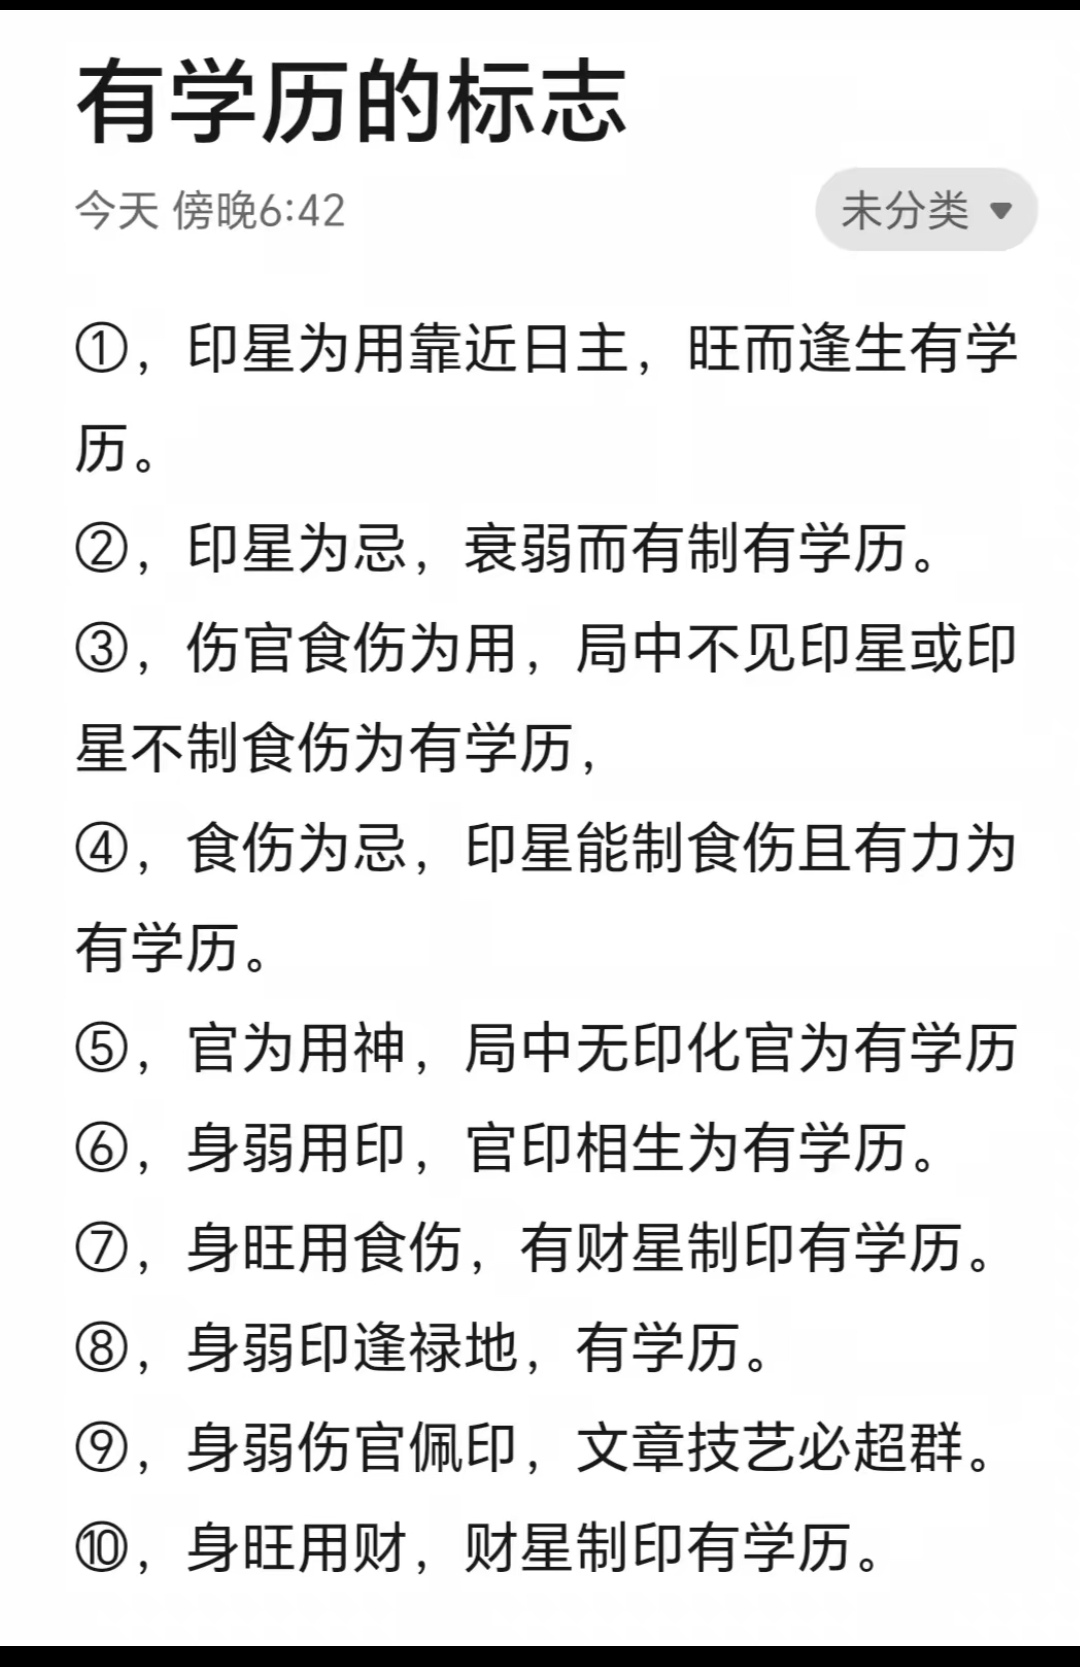 有学历的标志
今天 傍晚6:42
未分类
①，印星为用靠近日主，旺而逢生有学
历。
②，印星为忌，衰弱而有制有学历。
③，伤官食伤为用，局中不见印星或印
星不制食伤为有学历，
④，食伤为忌，印星能制食伤且有力为
有学历。
⑤，官为用神，局中无印化官为有学历
⑥，身弱用印，官印相生为有学历。
⑦，身旺用食伤，有财星制印有学历。
⑧，身弱印逢禄地，有学历。
⑨，身弱伤官佩印，文章技艺必超群。
⑩，身旺用财，财星制印有学历。